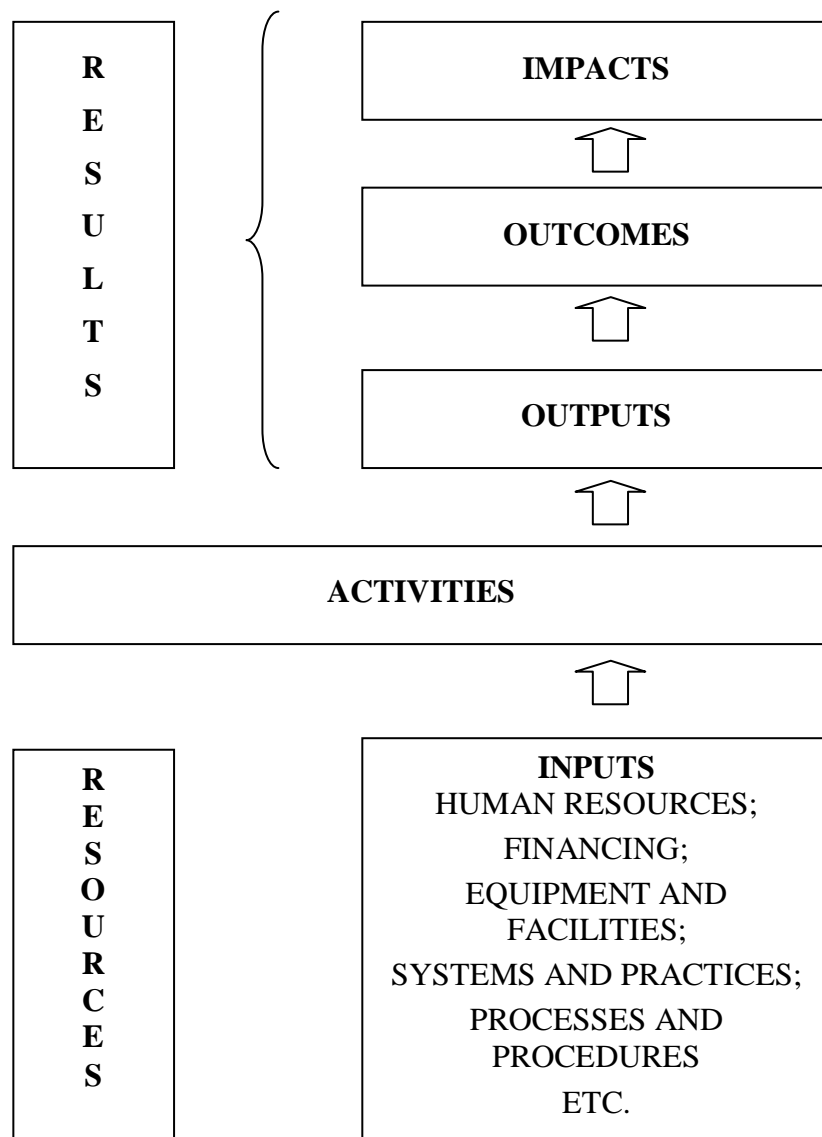 R
E
S
U
L
T
S
IMPACTS
OUTCOMES
OUTPUTS
ACTIVITIES
R
E
S
O
U
R
C
E
S
INPUTS
HUMAN RESOURCES;
FINANCING;
EQUIPMENT AND
FACILITIES;
SYSTEMS AND PRACTICES;
PROCESSES AND
PROCEDURES
ETC.